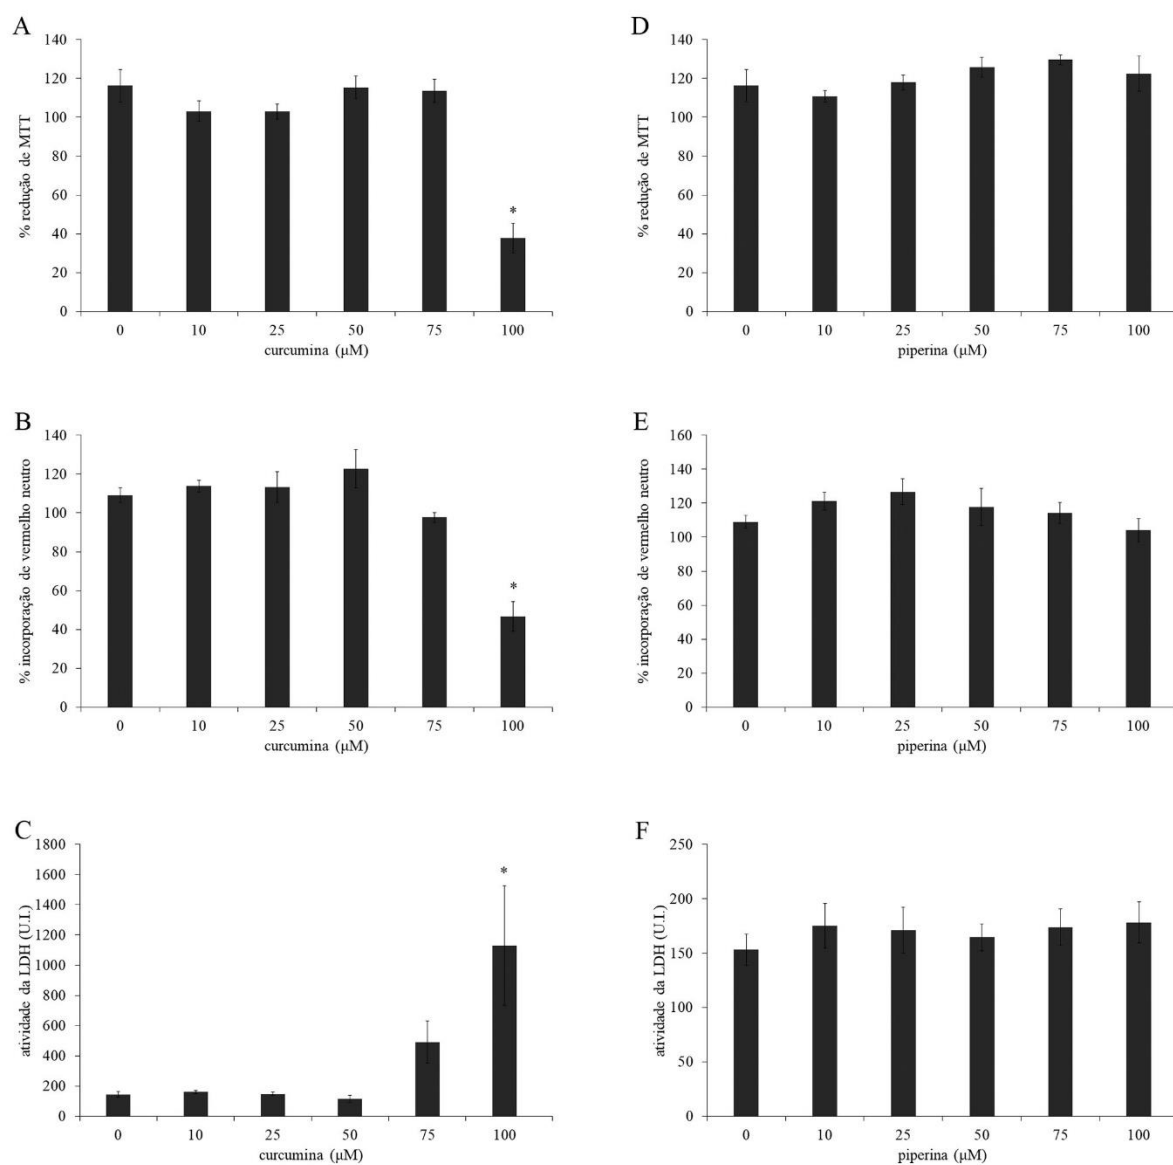 A
% redução de MTT
140
120
100
80
60
40
20
0
*
0 10 25 50 75 100
curcumina (µM)
D
% redução de MTT
140
120
100
80
60
40
20
0
0 10 25 50 75 100
piperina (µM)
B
% incorporação de vermelho neutro
140
120
100
80
60
40
20
0
*
0 10 25 50 75 100
curcumina (µM)
E
% incorporação de vermelho neutro
160
140
120
100
80
60
40
20
0
0 10 25 50 75 100
piperina (µM)
C
atividade da LDH (U.I.)
1800
1600
1400
1200
1000
800
600
400
200
0
*
0 10 25 50 75 100
curcumina (µM)
F
atividade da LDH (U.I.)
250
200
150
100
50
0
0 10 25 50 75 100
piperina (µM)